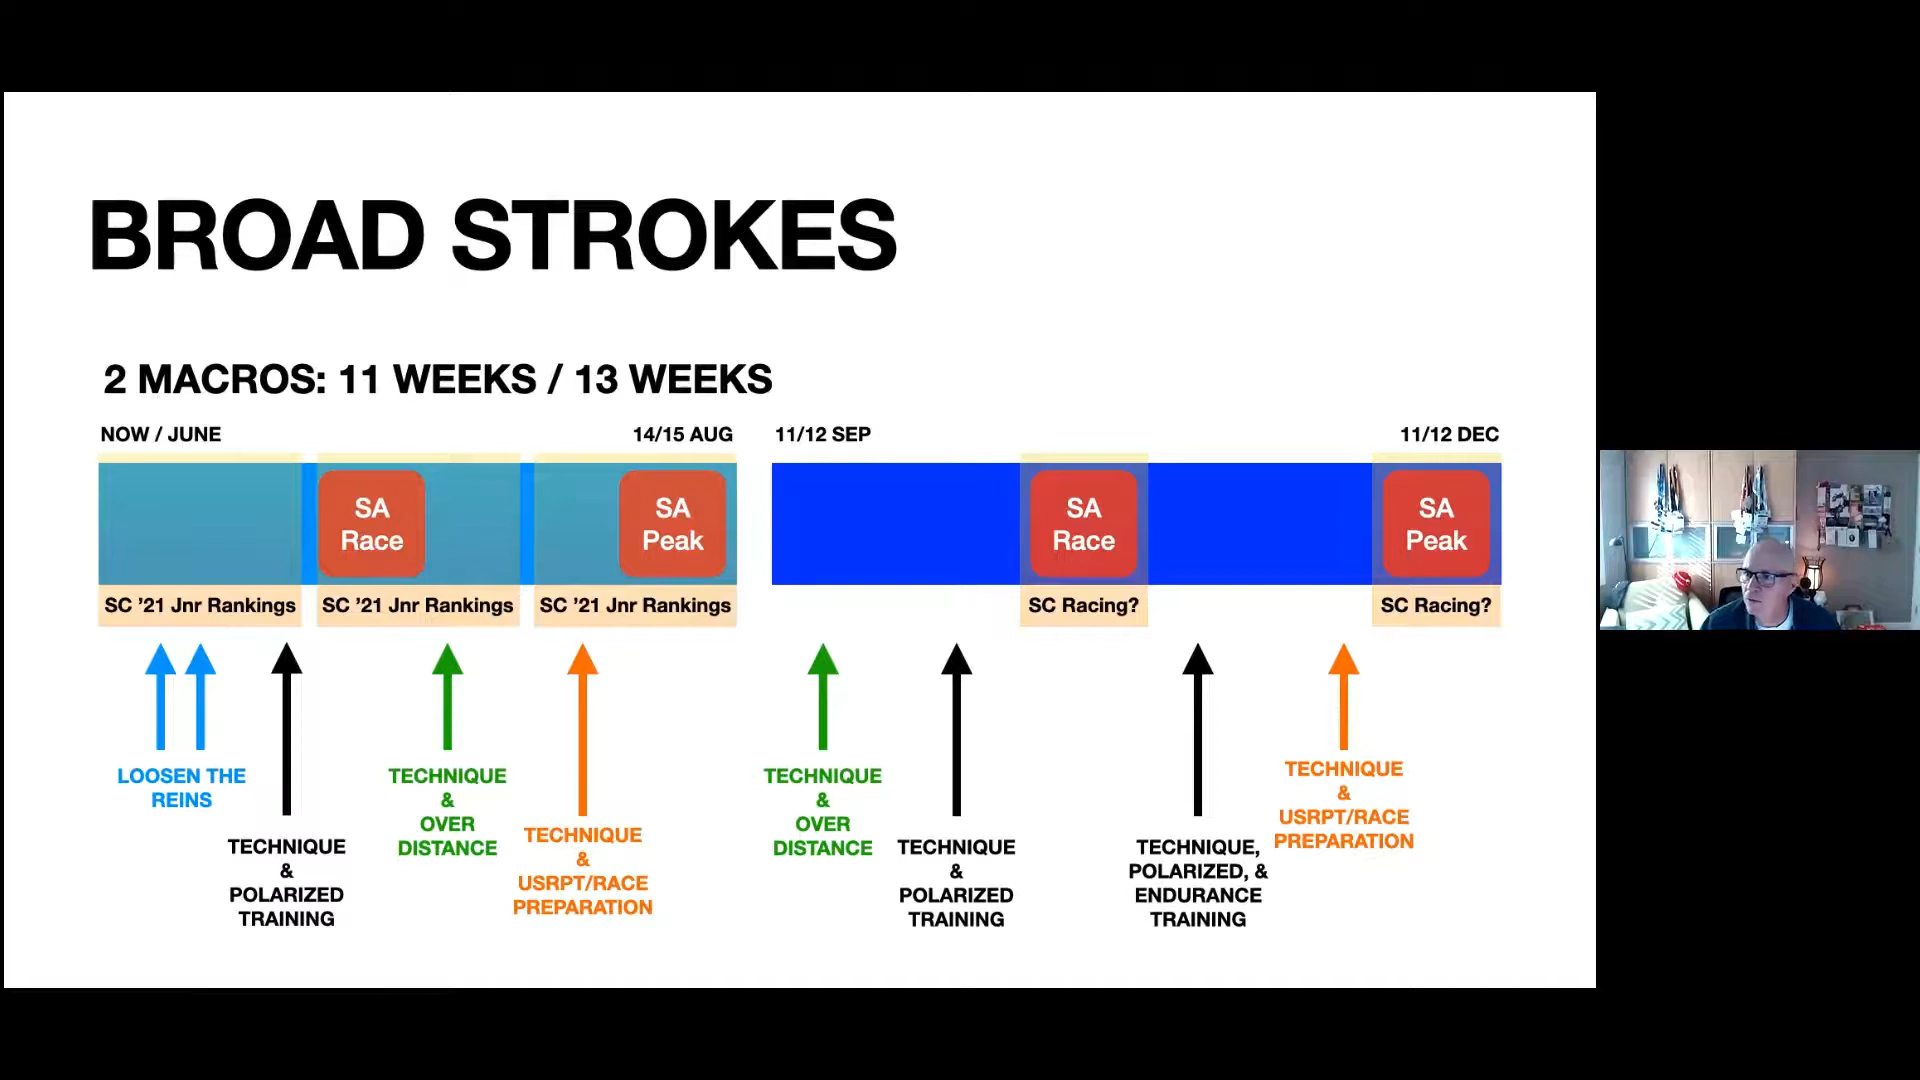 BROAD STROKES
2 MACROS: 11 WEEKS / 13 WEEKS
NOW / JUNE
14/15 AUG
11/12 SEP
11/12 DEC
SA
Race
SA
Peak
SA
Race
SA
Peak
SC ’21 Jnr Rankings
SC ’21 Jnr Rankings
SC ’21 Jnr Rankings
SC Racing?
SC Racing?
LOOSEN THE
REINS
TECHNIQUE
&
POLARIZED
TRAINING
TECHNIQUE
&
OVER
DISTANCE
TECHNIQUE
&
USRPT/RACE
PREPARATION
TECHNIQUE
&
OVER
DISTANCE
TECHNIQUE
&
POLARIZED
TRAINING
TECHNIQUE,
POLARIZED, &
ENDURANCE
TRAINING
TECHNIQUE
&
USRPT/RACE
PREPARATION